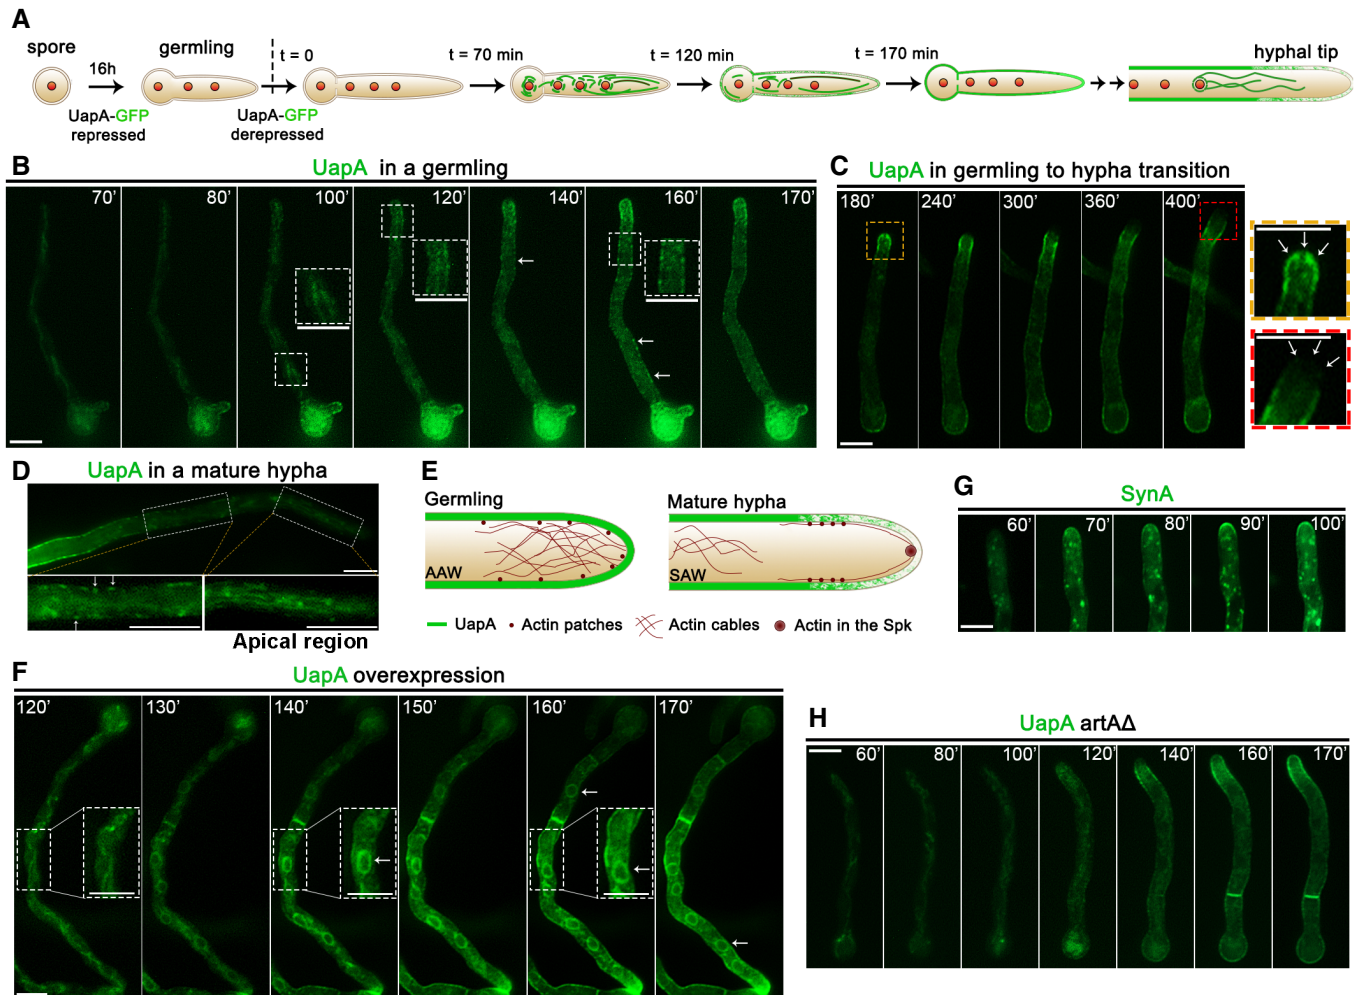 A
spore
germling
t = 0
t = 70 min
t = 120 min
t = 170 min
hyphal tip
16h
UapA-GFP
repressed
UapA-GFP
derepressed
B
UapA in a germling
70’
80’
100’
120’
140’
160’
170’
C
UapA in germling to hypha transition
180’
240’
300’
360’
400’
D
UapA in a mature hypha
Apical region
E
Germling
AAW
Mature hypha
SAW
UapA
Actin patches
Actin cables
Actin in the Spk
G
SynA
60’
70’
80’
90’
100’
F
UapA overexpression
120’
130’
140’
150’
160’
170’
H
UapA artAΔ
60’
80’
100’
120’
140’
160’
170’